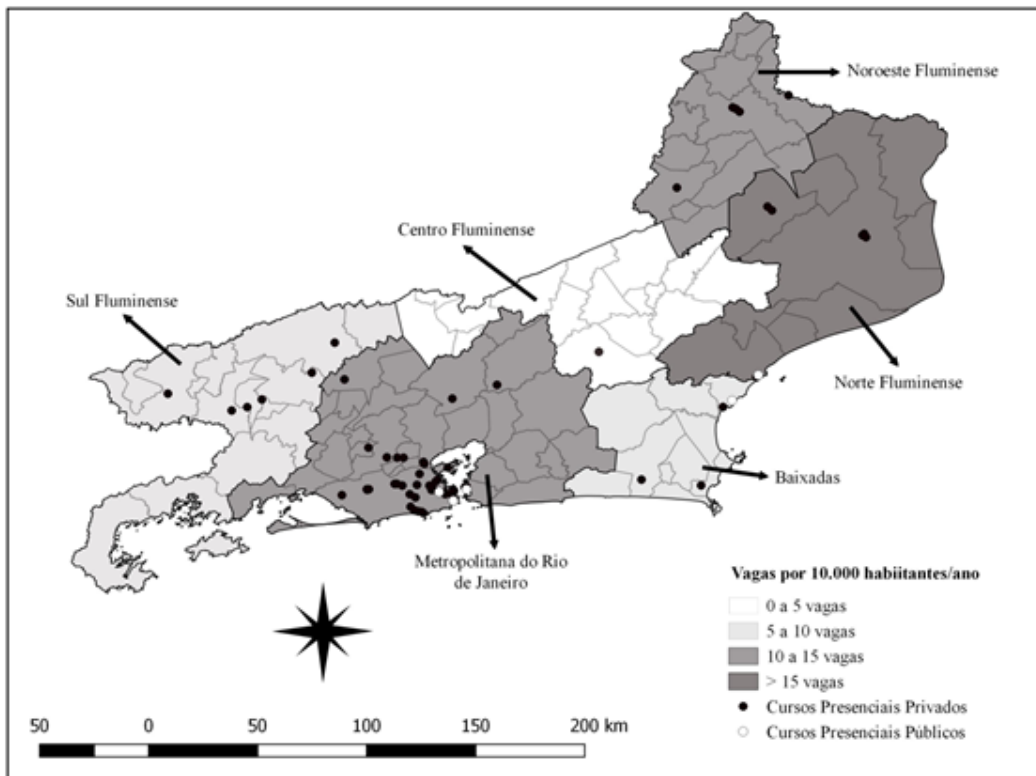 Noroeste Fluminense
Centro Fluminense
Sul Fluminense
Norte Fluminense
Baixadas
Metropolitana do Rio
de Janeiro
Vagas por 10.000 habiitantes/ano
0 a 5 vagas
5 a 10 vagas
10 a 15 vagas
> 15 vagas
Cursos Presenciais Privados
Cursos Presenciais Públicos
50 0 50 100 150 200 km